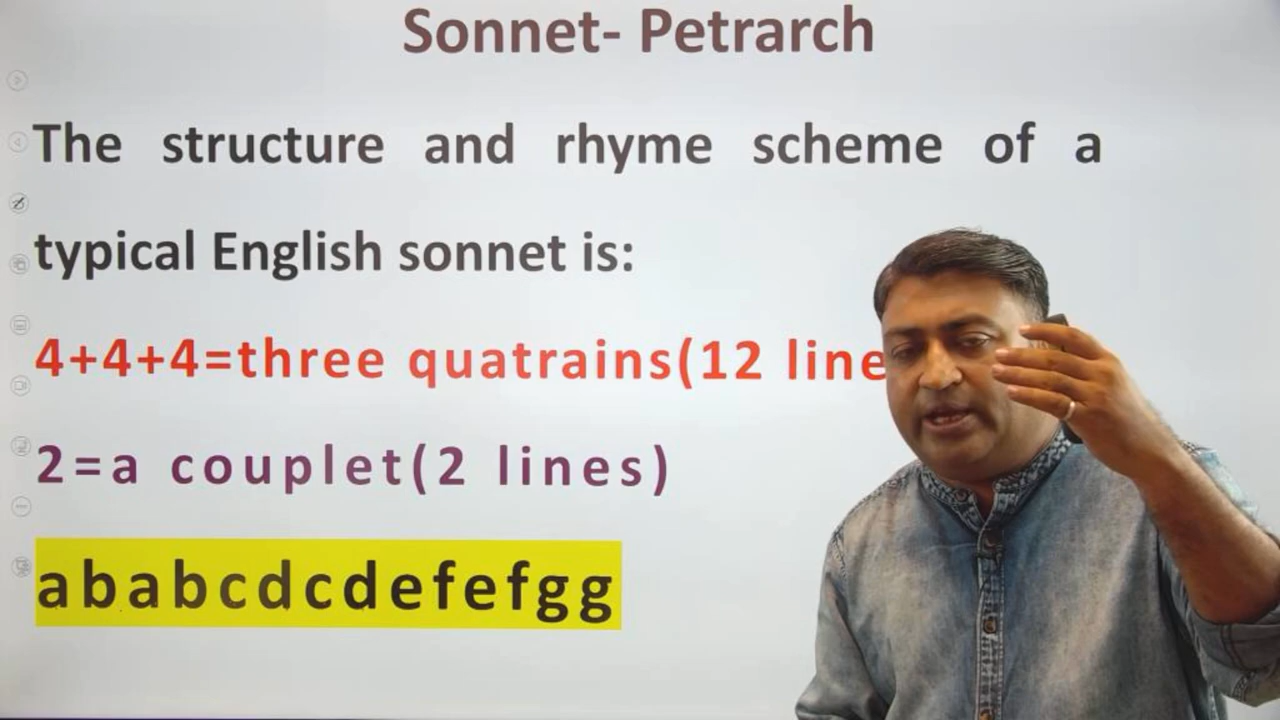 Sonnet- Petrarch
The structure and rhyme scheme of a
typical English sonnet is:
4+4+4=three quatrains(12 line
2=a couplet(2 lines)
ababcdcdefefgg